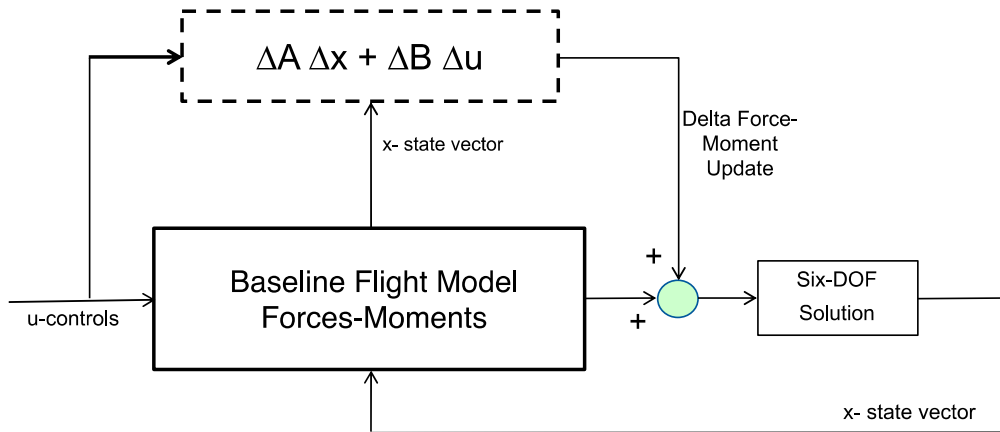 ΔA Δx + ΔB Δu
x- state vector
Delta Force-
Moment
Update
Baseline Flight Model
Forces-Moments
u-controls
+
+
Six-DOF
Solution
x- state vector